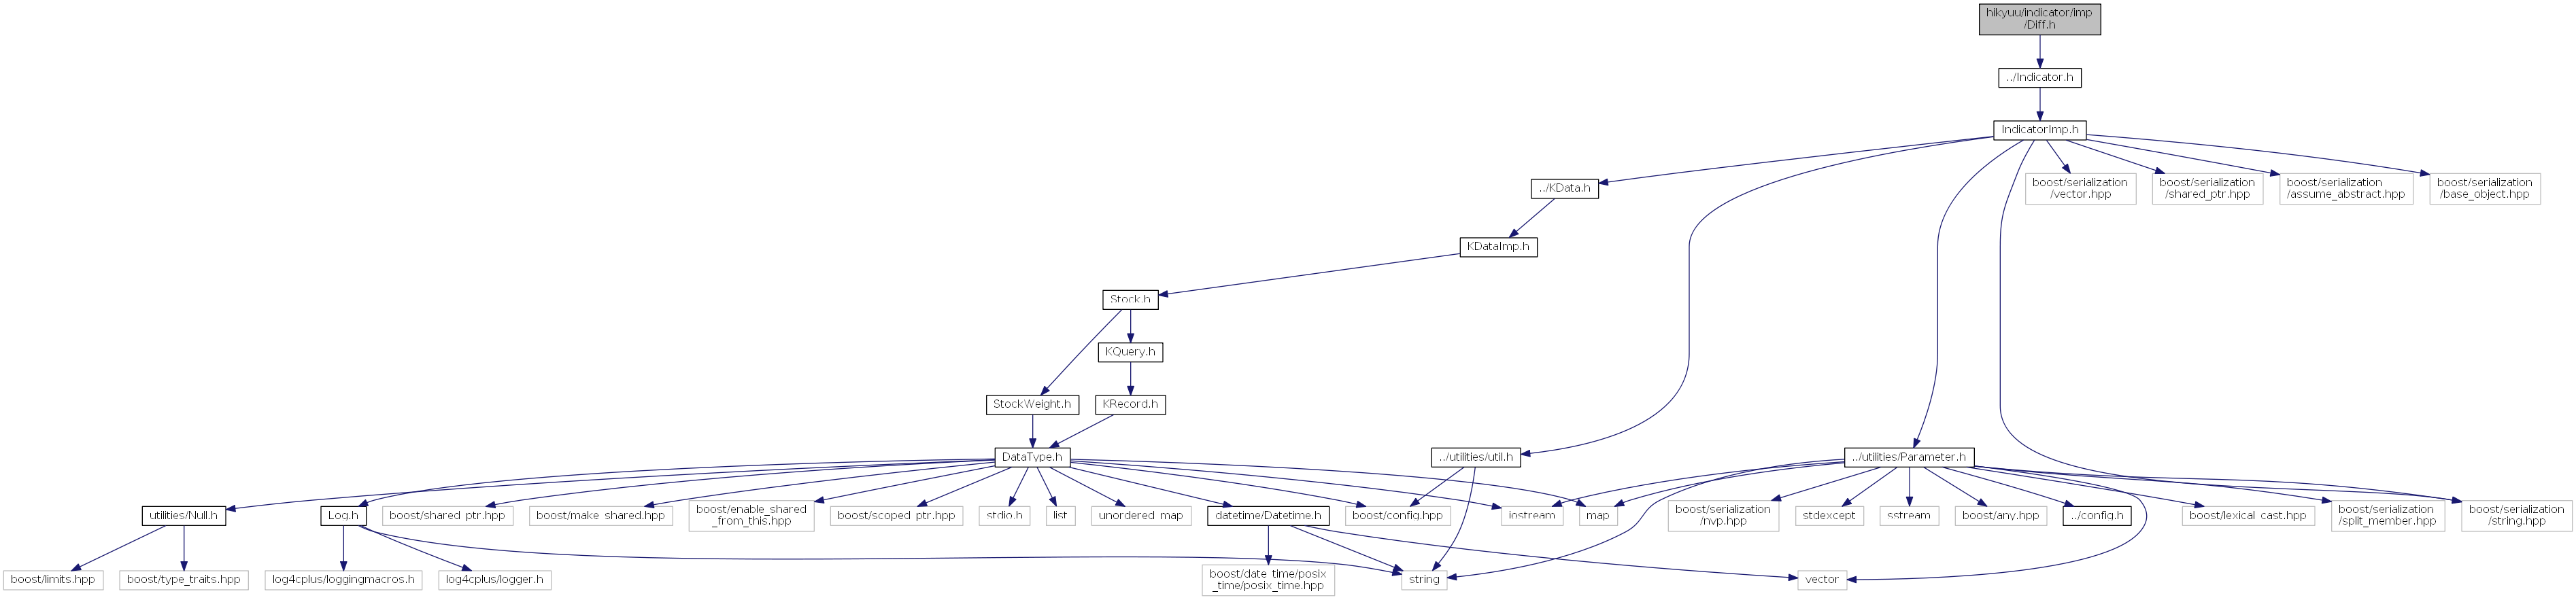 hikyuu/indicator/imp
/Diff.h
../Indicator.h
IndicatorImp.h
../KData.h
boost/serialization
/vector.hpp
boost/serialization
/shared_ptr.hpp
boost/serialization
/assume_abstract.hpp
boost/serialization
/base_object.hpp
KDataImp.h
Stock.h
KQuery.h
StockWeight.h
KRecord.h
DataType.h
../utilities/util.h
../utilities/Parameter.h
utilities/Null.h
Log.h
boost/shared_ptr.hpp
boost/make_shared.hpp
boost/enable_shared
_from_this.hpp
boost/scoped_ptr.hpp
stdio.h
list
unordered_map
datetime/Datetime.h
boost/config.hpp
iostream
map
boost/serialization
/nvp.hpp
stdexcept
sstream
boost/any.hpp
../config.h
boost/lexical_cast.hpp
boost/serialization
/split_member.hpp
boost/serialization
/string.hpp
boost/limits.hpp
boost/type_traits.hpp
log4cplus/loggingmacros.h
log4cplus/logger.h
boost/date_time/posix
_time/posix_time.hpp
string
vector